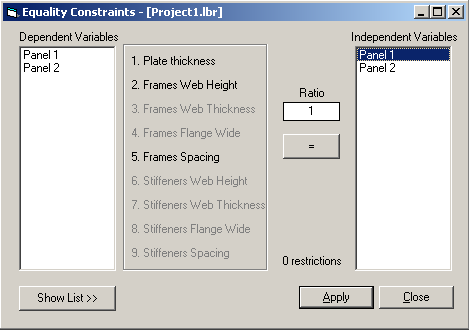 Equality Constraints - [Project1.lbr]
Dependent Variables
Independent Variables
Panel 1
Panel 2
1. Plate thickness
2. Frames Web Height
3. Frames Web Thickness
4. Frames Flange Wide
5. Frames Spacing
6. Stiffeners Web Height
7. Stiffeners Web Thickness
8. Stiffeners Flange Wide
9. Stiffeners Spacing
Ratio
1
=
0 restrictions
Panel 1
Panel 2
Show List >>
Apply
Close